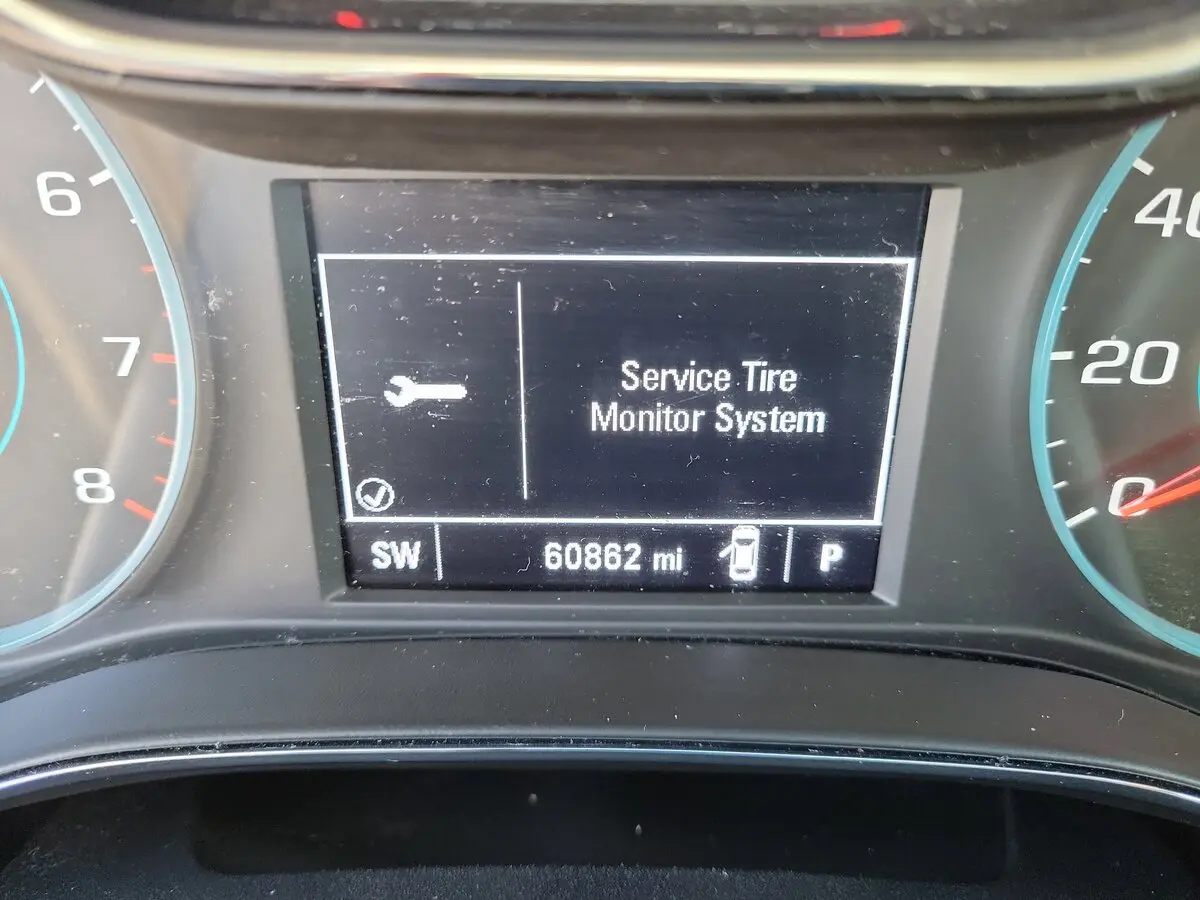 6
7
8
Service Tire
Monitor System
SW
60862 mi
P
40
20
0